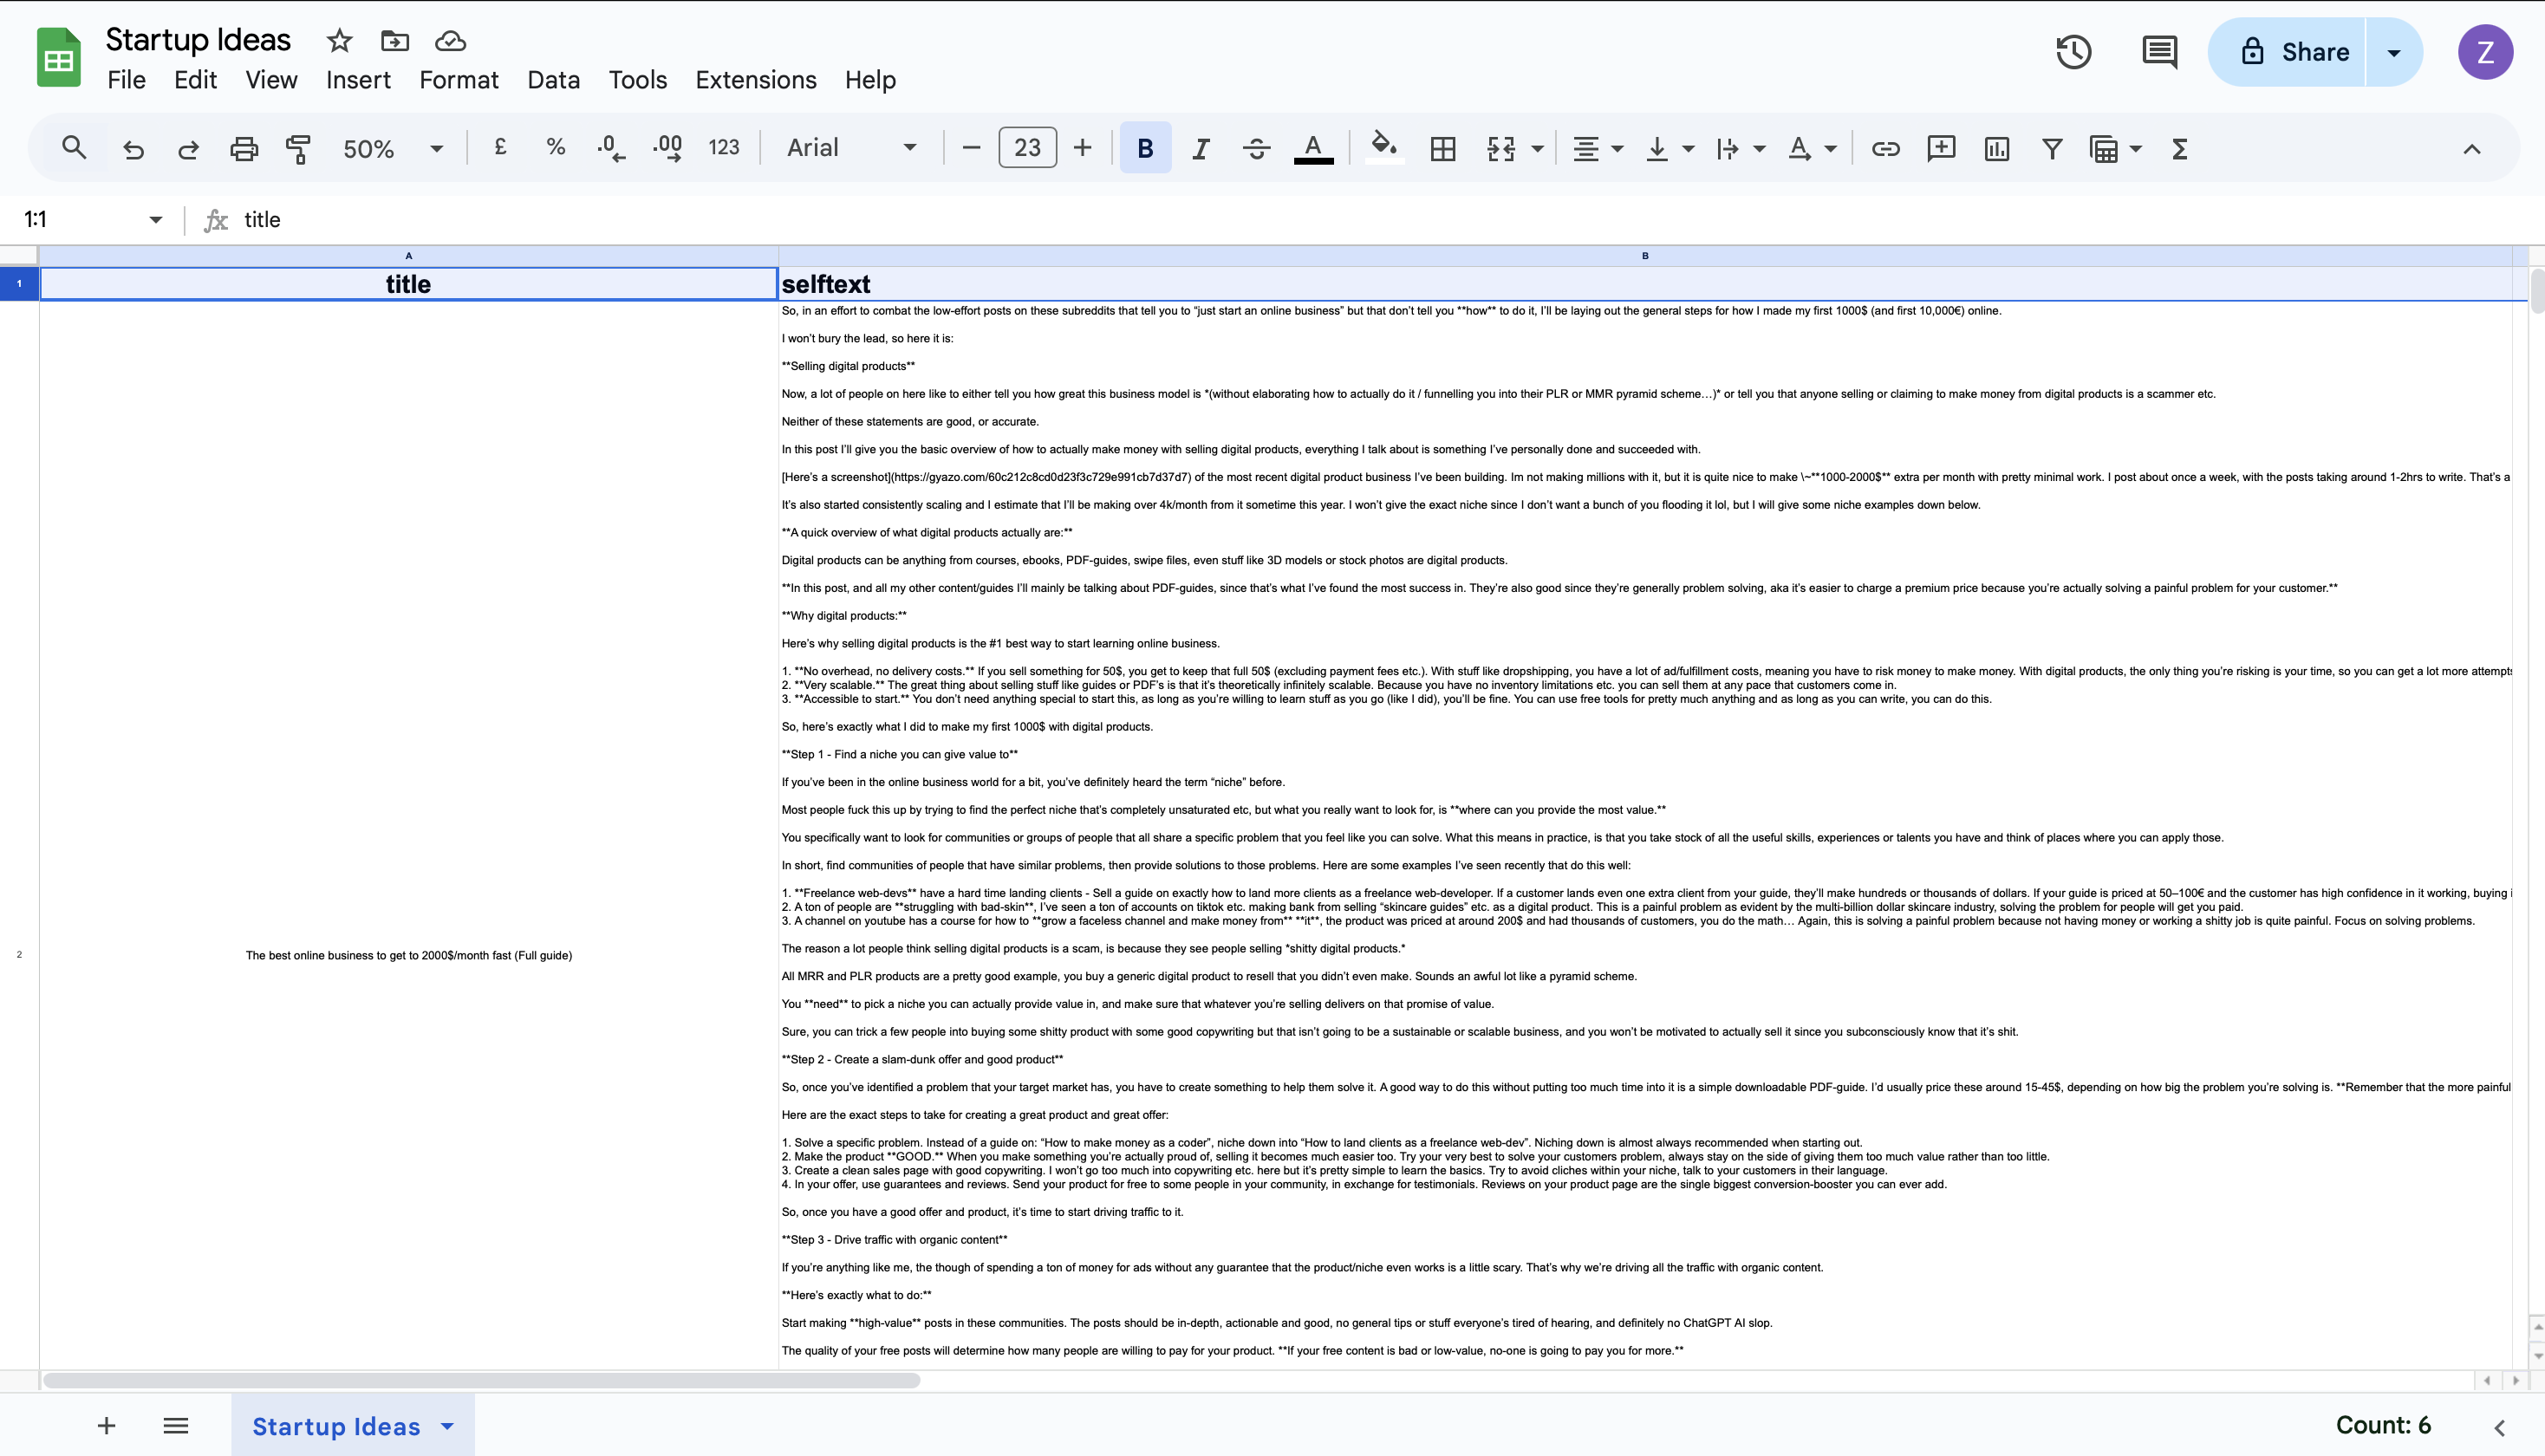 Startup Ideas
File Edit View Insert Format Data Tools Extensions Help
Share
Z
50% £ % .0 .00 123 Arial 23 B I A A Σ
1:1 fx title
A B
1 title selftext
So, in an effort to combat the low-effort posts on these subreddits that tell you to “just start an online business” but that don’t tell you **how** to do it, I’ll be laying out the general steps for how I made my first 1000$ (and first 10,000€) online.
I won’t bury the lead, so here it is:
**Selling digital products**
Now, a lot of people on here like to either tell you how great this business model is *(without elaborating how to actually do it / funnelling you into their PLR or MMR pyramid scheme…)* or tell you that anyone selling or claiming to make money from digital products is a scammer etc.
Neither of these statements are good, or accurate.
In this post I’ll give you the basic overview of how to actually make money with selling digital products, everything I talk about is something I’ve personally done and succeeded with.
[Here’s a screenshot](https://gyazo.com/60c212c8cd0d23f3c729e991cb7d37d7) of the most recent digital product business I’ve been building. Im not making millions with it, but it is quite nice to make \~**1000-2000$** extra per month with pretty minimal work. I post about once a week, with the posts taking around 1-2hrs to write. That’s a
It’s also started consistently scaling and I estimate that I’ll be making over 4k/month from it sometime this year. I won’t give the exact niche since I don’t want a bunch of you flooding it lol, but I will give some niche examples down below.
**A quick overview of what digital products actually are:**
Digital products can be anything from courses, ebooks, PDF-guides, swipe files, even stuff like 3D models or stock photos are digital products.
**In this post, and all my other content/guides I’ll mainly be talking about PDF-guides, since that’s what I’ve found the most success in. They’re also good since they’re generally problem solving, aka it’s easier to charge a premium price because you’re actually solving a painful problem for your customer.**
**Why digital products:**
Here’s why selling digital products is the #1 best way to start learning online business.
1. **No overhead, no delivery costs.** If you sell something for 50$, you get to keep that full 50$ (excluding payment fees etc.). With stuff like dropshipping, you have a lot of ad/fulfillment costs, meaning you have to risk money to make money. With digital products, the only thing you’re risking is your time, so you can get a lot more attempts
2. **Very scalable.** The great thing about selling stuff like guides or PDF’s is that it’s theoretically infinitely scalable. Because you have no inventory limitations etc. you can sell them at any pace that customers come in.
3. **Accessible to start.** You don’t need anything special to start this, as long as you’re willing to learn stuff as you go (like I did), you’ll be fine. You can use free tools for pretty much anything and as long as you can write, you can do this.
So, here’s exactly what I did to make my first 1000$ with digital products.
**Step 1 - Find a niche you can give value to**
If you’ve been in the online business world for a bit, you’ve definitely heard the term “niche” before.
Most people fuck this up by trying to find the perfect niche that’s completely unsaturated etc, but what you really want to look for, is **where can you provide the most value.**
You specifically want to look for communities or groups of people that all share a specific problem that you feel like you can solve. What this means in practice, is that you take stock of all the useful skills, experiences or talents you have and think of places where you can apply those.
In short, find communities of people that have similar problems, then provide solutions to those problems. Here are some examples I’ve seen recently that do this well:
1. **Freelance web-devs** have a hard time landing clients - Sell a guide on exactly how to land more clients as a freelance web-developer. If a customer lands even one extra client from your guide, they’ll make hundreds or thousands of dollars. If your guide is priced at 50–100€ and the customer has high confidence in it working, buying
2. A ton of people are **struggling with bad-skin**, I’ve seen a ton of accounts on tiktok etc. making bank from selling “skincare guides” etc. as a digital product. This is a painful problem as evident by the multi-billion dollar skincare industry, solving the problem for people will get you paid.
3. A channel on youtube has a course for how to **grow a faceless channel and make money from** **it**, the product was priced at around 200$ and had thousands of customers, you do the math… Again, this is solving a painful problem because not having money or working a shitty job is quite painful. Focus on solving problems.
The reason a lot people think selling digital products is a scam, is because they see people selling *shitty digital products.*
2 The best online business to get to 2000$/month fast (Full guide)
All MRR and PLR products are a pretty good example, you buy a generic digital product to resell that you didn’t even make. Sounds an awful lot like a pyramid scheme.
You **need** to pick a niche you can actually provide value in, and make sure that whatever you’re selling delivers on that promise of value.
Sure, you can trick a few people into buying some shitty product with some good copywriting but that isn’t going to be a sustainable or scalable business, and you won’t be motivated to actually sell it since you subconsciously know that it’s shit.
**Step 2 - Create a slam-dunk offer and good product**
So, once you’ve identified a problem that your target market has, you have to create something to help them solve it. A good way to do this without putting too much time into it is a simple downloadable PDF-guide. I’d usually price these around 15-45$, depending on how big the problem you’re solving is. **Remember that the more painful
Here are the exact steps to take for creating a great product and great offer:
1. Solve a specific problem. Instead of a guide on: “How to make money as a coder”, niche down into “How to land clients as a freelance web-dev”. Niching down is almost always recommended when starting out.
2. Make the product **GOOD.** When you make something you’re actually proud of, selling it becomes much easier too. Try your very best to solve your customers problem, always stay on the side of giving them too much value rather than too little.
3. Create a clean sales page with good copywriting. I won’t go too much into copywriting etc. here but it’s pretty simple to learn the basics. Try to avoid cliches within your niche, talk to your customers in their language.
4. In your offer, use guarantees and reviews. Send your product for free to some people in your community, in exchange for testimonials. Reviews on your product page are the single biggest conversion-booster you can ever add.
So, once you have a good offer and product, it’s time to start driving traffic to it.
**Step 3 - Drive traffic with organic content**
If you’re anything like me, the though of spending a ton of money for ads without any guarantee that the product/niche even works is a little scary. That’s why we’re driving all the traffic with organic content.
**Here’s exactly what to do:**
Start making **high-value** posts in these communities. The posts should be in-depth, actionable and good, no general tips or stuff everyone’s tired of hearing, and definitely no ChatGPT AI slop.
The quality of your free posts will determine how many people are willing to pay for your product. **If your free content is bad or low-value, no-one is going to pay you for more.**
Startup Ideas
Count: 6